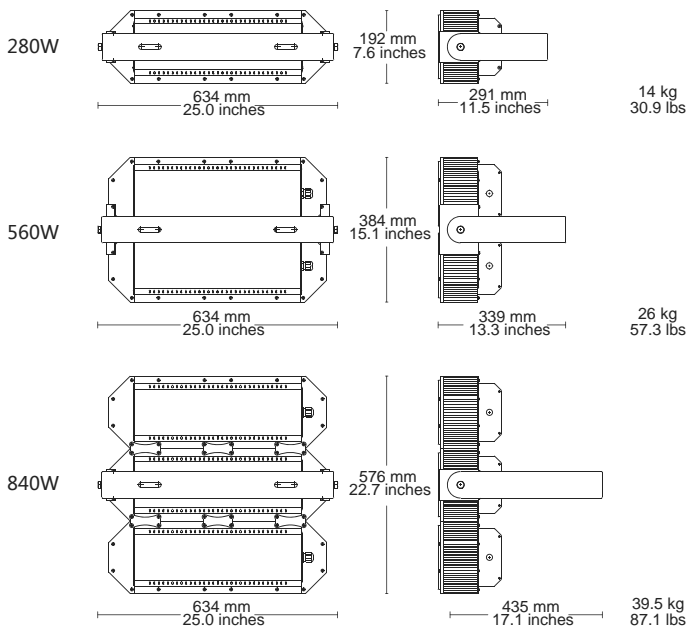 280W
192 mm
7.6 inches
634 mm
25.0 inches
291 mm
11.5 inches
14 kg
30.9 lbs
560W
384 mm
15.1 inches
634 mm
25.0 inches
339 mm
13.3 inches
26 kg
57.3 lbs
840W
576 mm
22.7 inches
634 mm
25.0 inches
435 mm
17.1 inches
39.5 kg
87.1 lbs